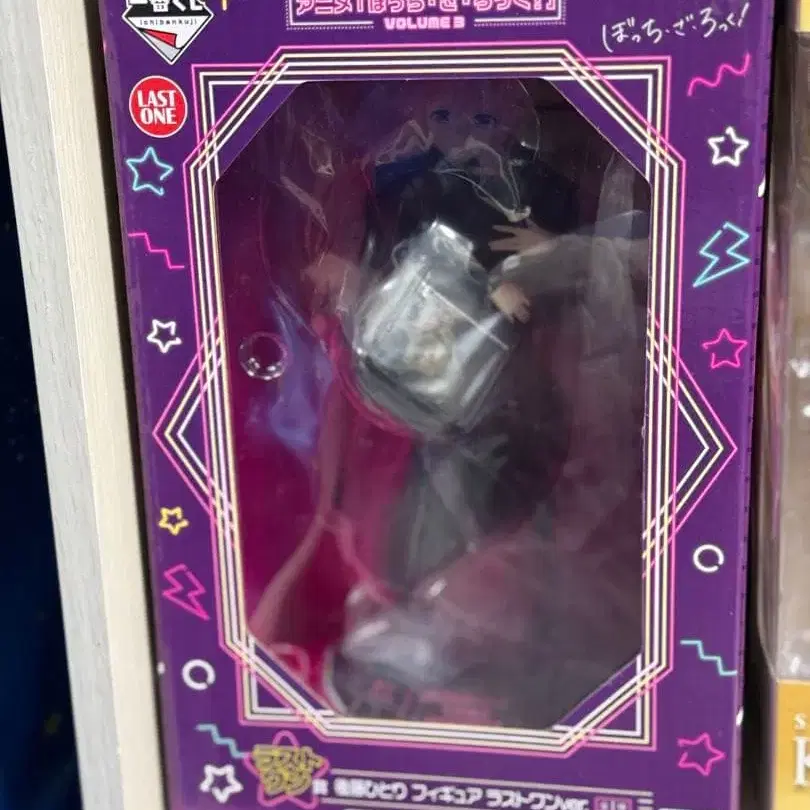 一番くじ
ichibankuji
アニメ「ぼっち・ざ・ろっく!」
VOLUME 3
ぼっち・ざ・ろっく!
LAST
ONE
ラスト
ワン
賞 後藤ひとり フィギュア ラストワンver.
S